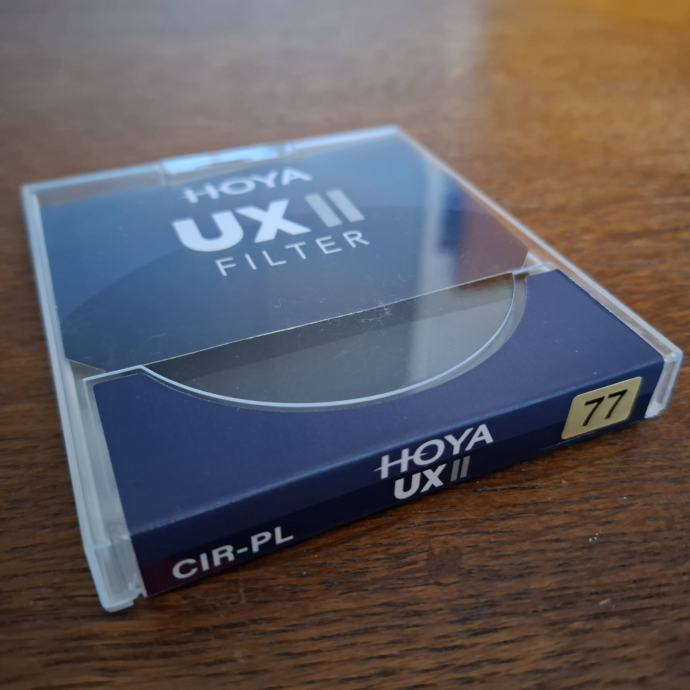 HOYA
UX II
FILTER
77
HOYA
UX II
CIR-PL